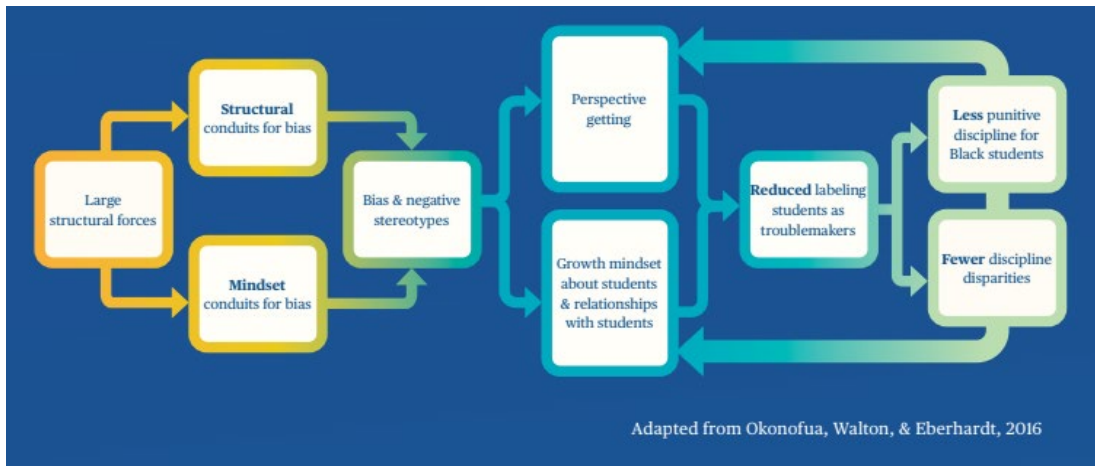 Large
structural forces
Structural
conduits for bias
Mindset
conduits for bias
Bias & negative
stereotypes
Perspective
getting
Growth mindset
about students
& relationships
with students
Reduced labeling
students as
troublemakers
Less punitive
discipline for
Black students
Fewer discipline
disparities
Adapted from Okonofua, Walton, & Eberhardt, 2016